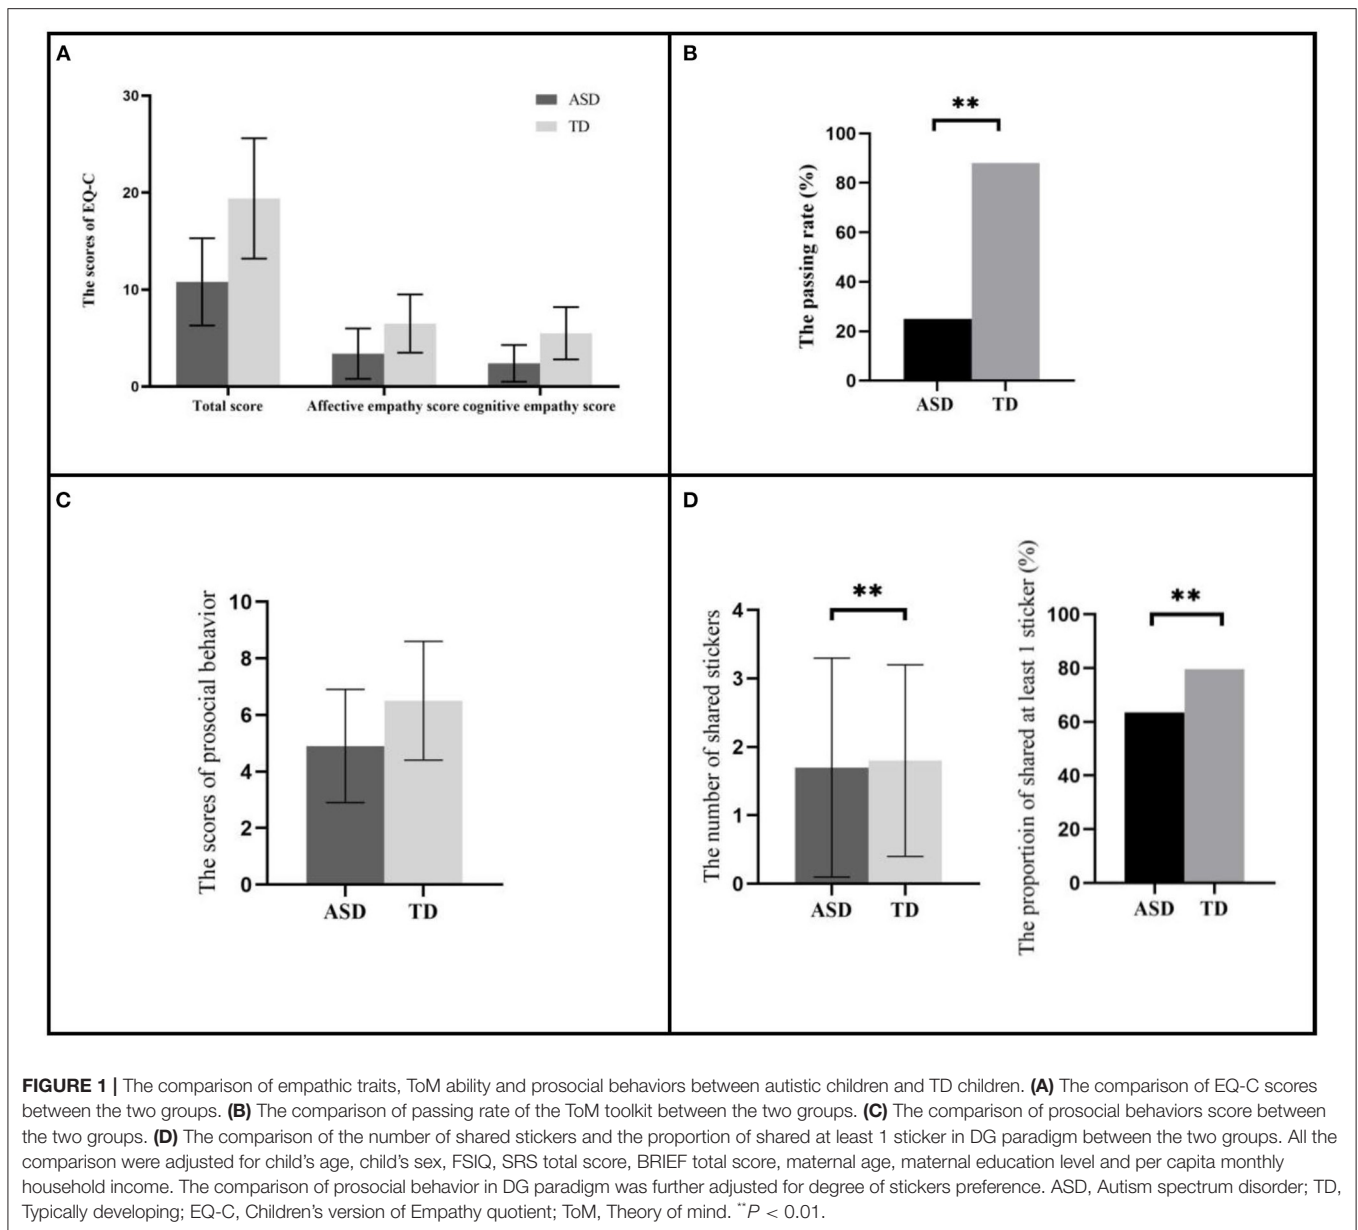 A
30
20
10
0
The scores of EQ-C
ASD
TD
Total score
Affective empathy score
cognitive empathy score
B
**
100
80
60
40
20
0
The passing rate (%)
ASD
TD
C
10
8
6
4
2
0
The scores of prosocial behavior
ASD
TD
D
**
4
3
2
1
0
The number of shared stickers
ASD
TD
**
100
80
60
40
20
0
The proportioin of shared at least 1 sticker (%)
ASD
TD
FIGURE 1 | The comparison of empathic traits, ToM ability and prosocial behaviors between autistic children and TD children. (A) The comparison of EQ-C scores
between the two groups. (B) The comparison of passing rate of the ToM toolkit between the two groups. (C) The comparison of prosocial behaviors score between
the two groups. (D) The comparison of the number of shared stickers and the proportion of shared at least 1 sticker in DG paradigm between the two groups. All the
comparison were adjusted for child's age, child's sex, FSIQ, SRS total score, BRIEF total score, maternal age, maternal education level and per capita monthly
household income. The comparison of prosocial behavior in DG paradigm was further adjusted for degree of stickers preference. ASD, Autism spectrum disorder; TD,
Typically developing; EQ-C, Children's version of Empathy quotient; ToM, Theory of mind. **P < 0.01.